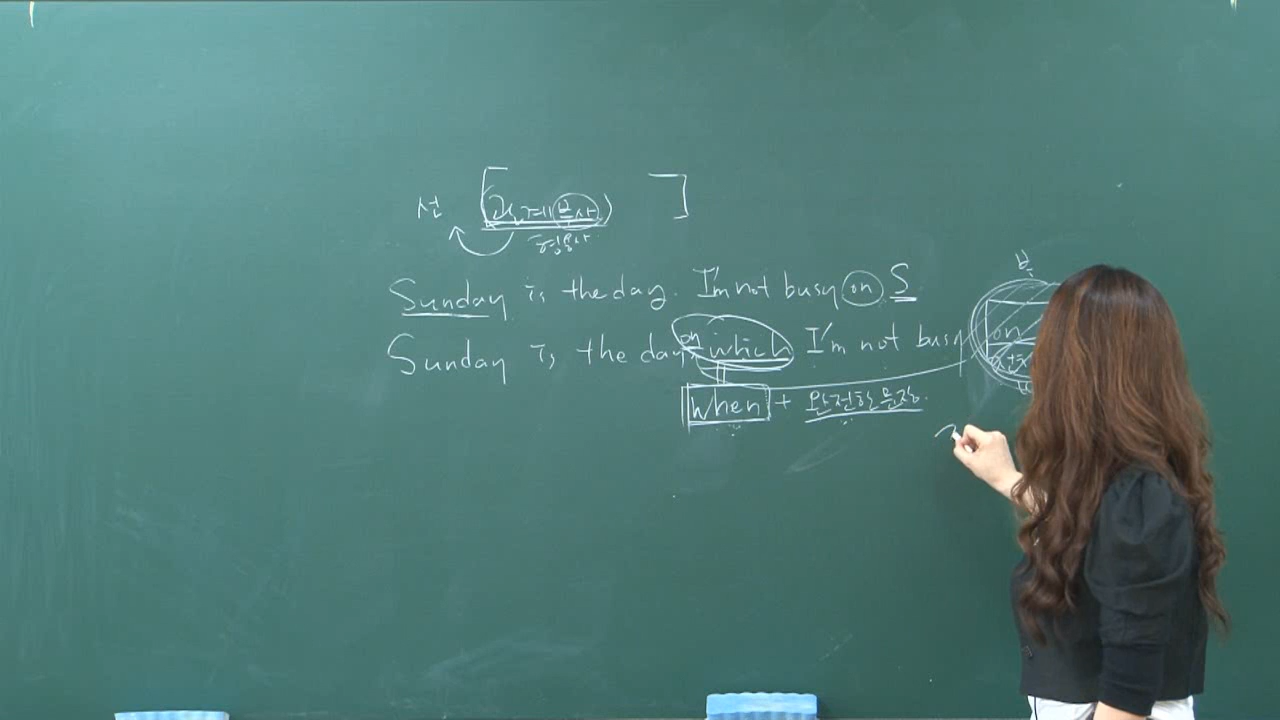 선 [관계부사 ]
형용사
Sunday is the day. I'm not busy on S
부
Sunday is the day on which I'm not busy
on
When + 완전한 문장.